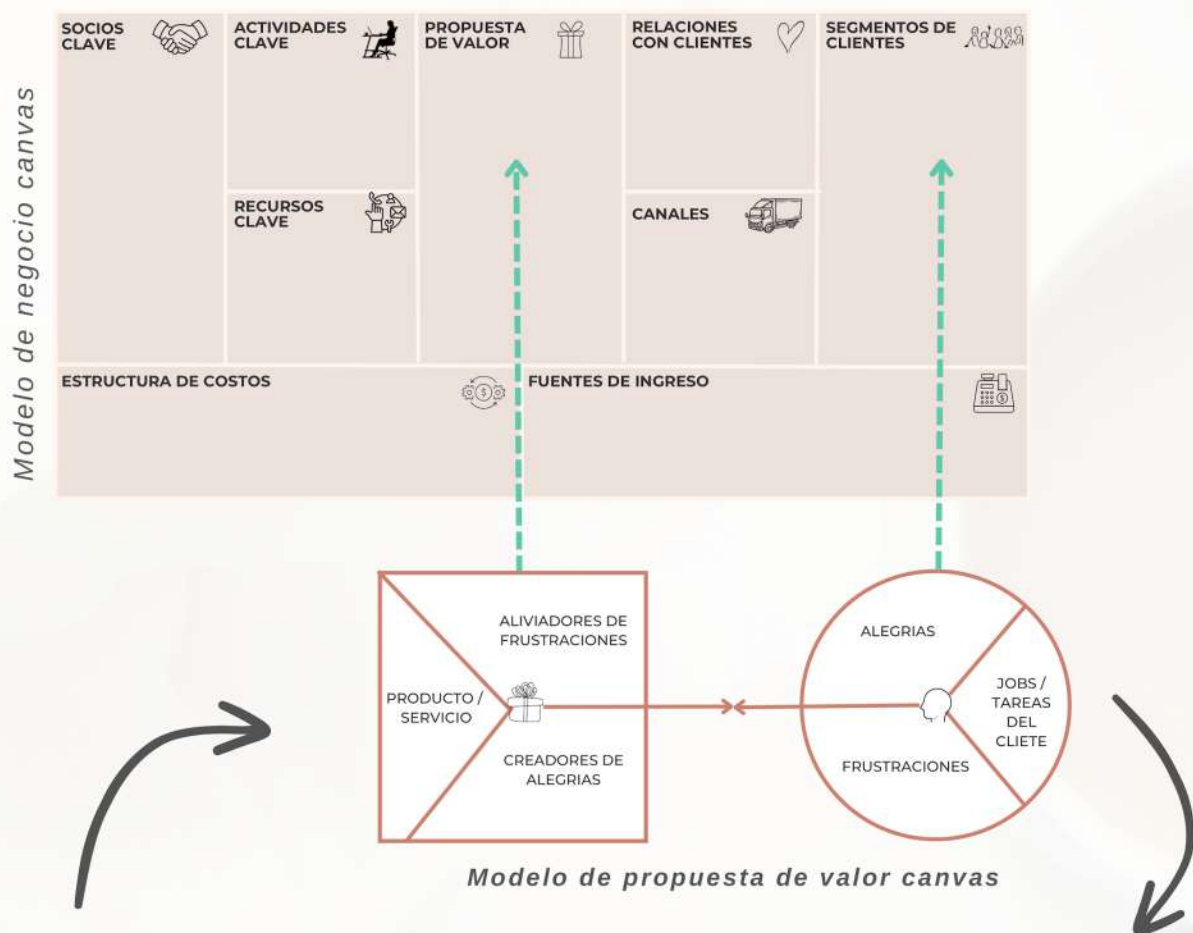 Modelo de negocio canvas
SOCIOS
CLAVE
ACTIVIDADES
CLAVE
PROPUESTA
DE VALOR
RELACIONES
CON CLIENTES
SEGMENTOS DE
CLIENTES
RECURSOS
CLAVE
CANALES
ESTRUCTURA DE COSTOS
FUENTES DE INGRESO
ALIVIADORES DE
FRUSTRACIONES
PRODUCTO /
SERVICIO
CREADORES DE
ALEGRIAS
ALEGRIAS
JOBS /
TAREAS
DEL
CLIETE
FRUSTRACIONES
Modelo de propuesta de valor canvas